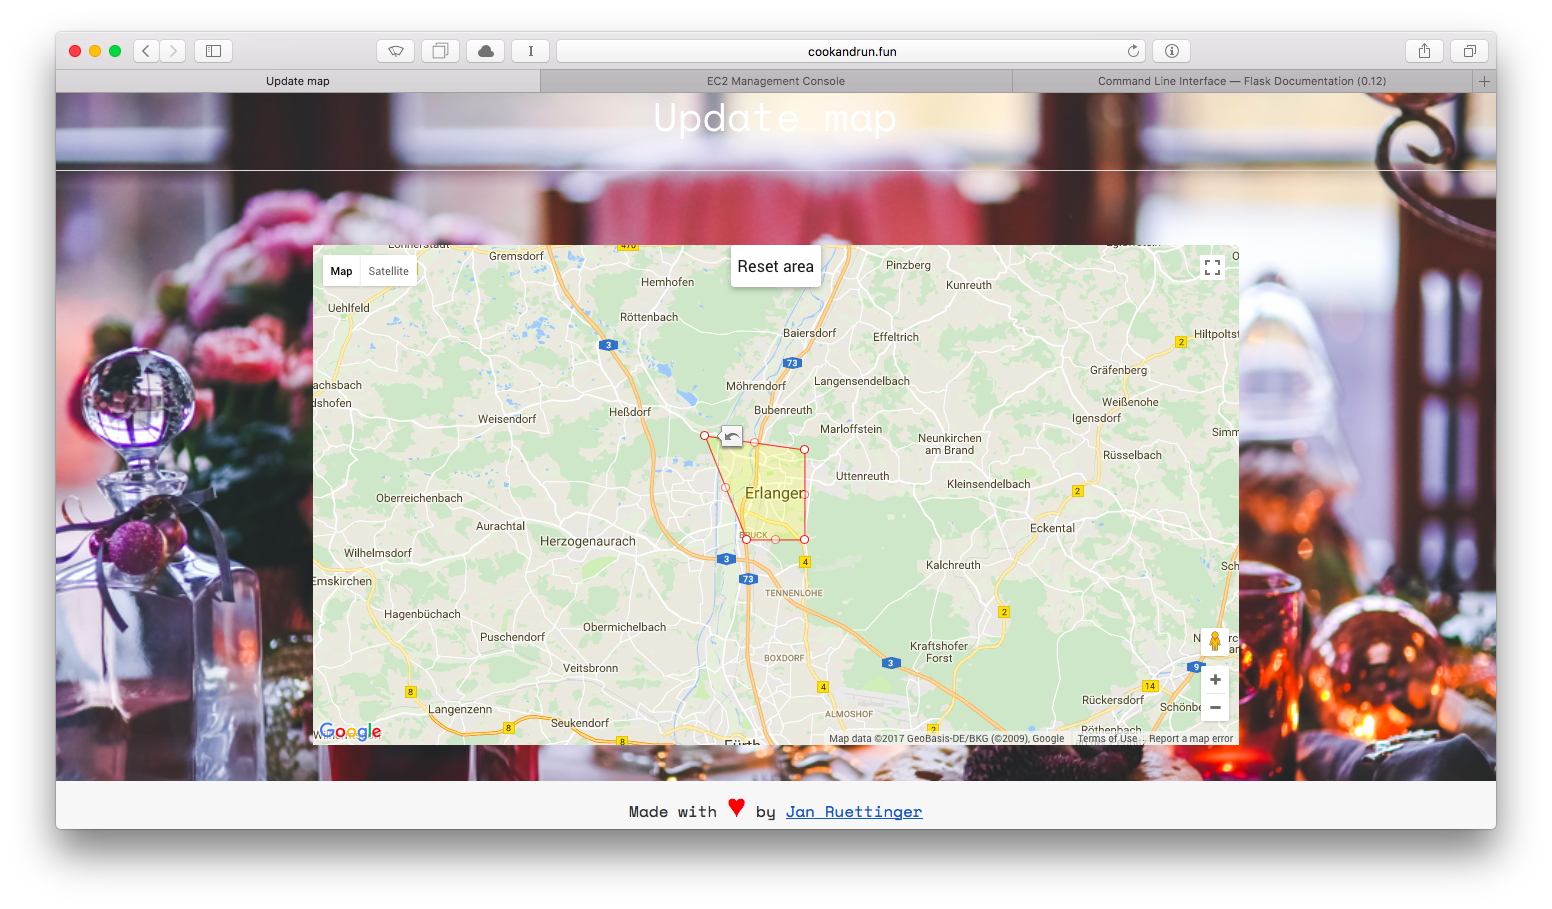 cookandrun.fun
Update map
EC2 Management Console
Command Line Interface — Flask Documentation (0.12)
Update map
Map
Satellite
Reset area
Gremsdorf
Pinzberg
Hemhofen
Kunreuth
Uehlfeld
Röttenbach
Baiersdorf
Effeltrich
Hiltpoltst
2
3
73
Gräfenberg
achsbach
Möhrendorf
Langensendelbach
dshofen
Weißenohe
Heßdorf
Bubenreuth
Weisendorf
Igensdorf
Marloffstein
Simm
Neunkirchen
am Brand
Rüsselbach
Uttenreuth
Kleinsendelbach
Erlangen
2
Oberreichenbach
Aurachtal
Eckental
BRUCK
Herzogenaurach
Wilhelmsdorf
3
4
Kalchreuth
Sch
73
Emskirchen
TENNENLOHE
Hagenbüchach
2
Obermichelbach
Puschendorf
Kraftshofer
Forst
BOXDORF
Veitsbronn
3
9
8
4
14
Rückersdorf
Langenzenn
Schönbe
ALMOSHOF
Seukendorf
8
2
Röthenbach
8
Fürth
Google
Map data ©2017 GeoBasis-DE/BKG (©2009), Google
Terms of Use
Report a map error
Made with ♥ by Jan Ruettinger